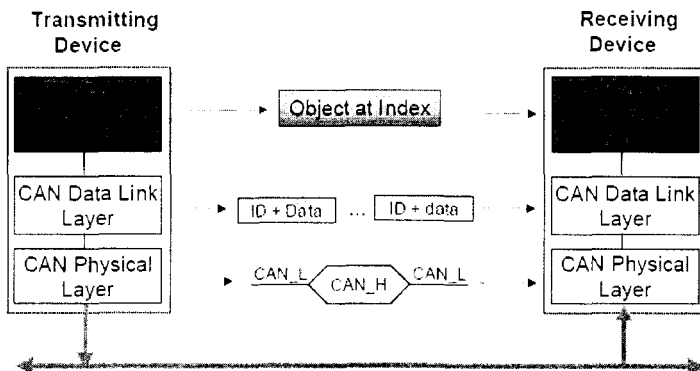 Transmitting
Device
Receiving
Device
Object at Index
CAN Data Link
Layer
ID + Data ... ID + data
CAN Data Link
Layer
CAN Physical
Layer
CAN_L CAN_H CAN_L
CAN Physical
Layer